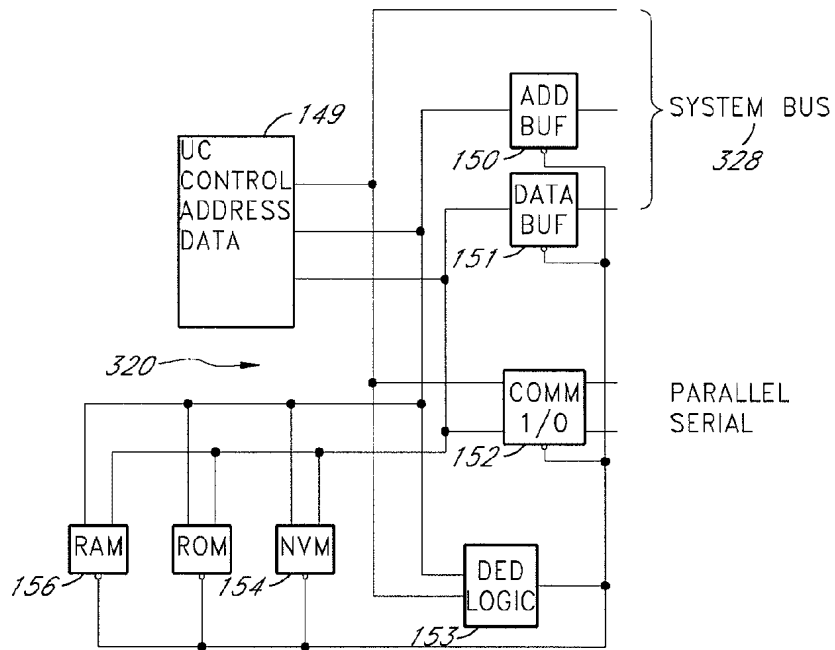 149
UC
CONTROL
ADDRESS
DATA
ADD
BUF
150
SYSTEM BUS
328
DATA
BUF
151
320
COMM
1/0
152
PARALLEL
SERIAL
RAM
156
ROM
NVM
154
DED
LOGIC
153